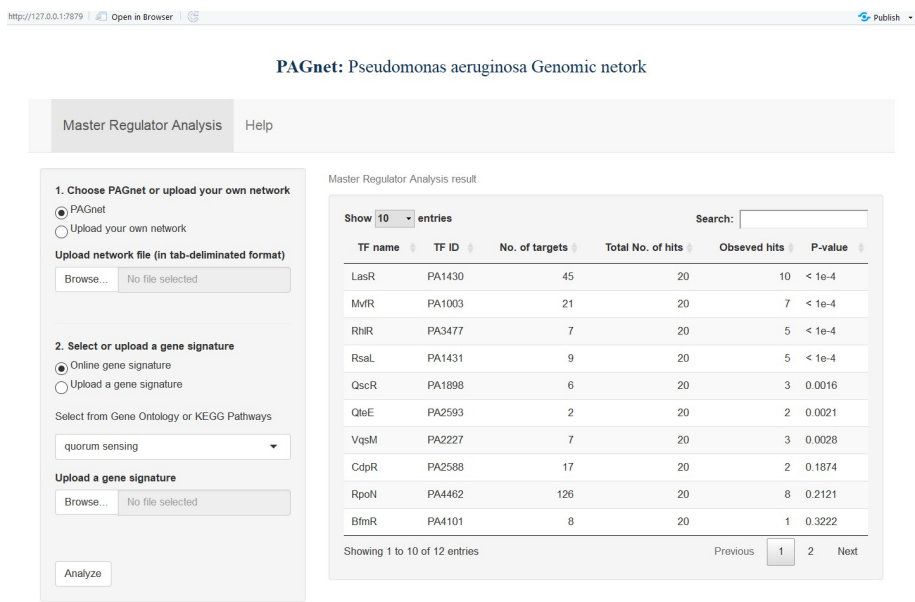 http://127.0.0.1:7879 Open in Browser Publish
PAGnet: Pseudomonas aeruginosa Genomic netork
Master Regulator Analysis Help
1. Choose PAGnet or upload your own network
PAGnet
Upload your own network
Upload network file (in tab-deliminated format)
Browse... No file selected
2. Select or upload a gene signature
Online gene signature
Upload a gene signature
Select from Gene Ontology or KEGG Pathways
quorum sensing
Upload a gene signature
Browse... No file selected
Analyze
Master Regulator Analysis result
Show 10 entries Search:
TF name TF ID No. of targets Total No. of hits Obseved hits P-value
LasR PA1430 45 20 10 < 1e-4
MvfR PA1003 21 20 7 < 1e-4
RhlR PA3477 7 20 5 < 1e-4
RsaL PA1431 9 20 5 < 1e-4
QscR PA1898 6 20 3 0.0016
QteE PA2593 2 20 2 0.0021
VqsM PA2227 7 20 3 0.0028
CdpR PA2588 17 20 2 0.1874
RpoN PA4462 126 20 8 0.2121
BfmR PA4101 8 20 1 0.3222
Showing 1 to 10 of 12 entries Previous 1 2 Next